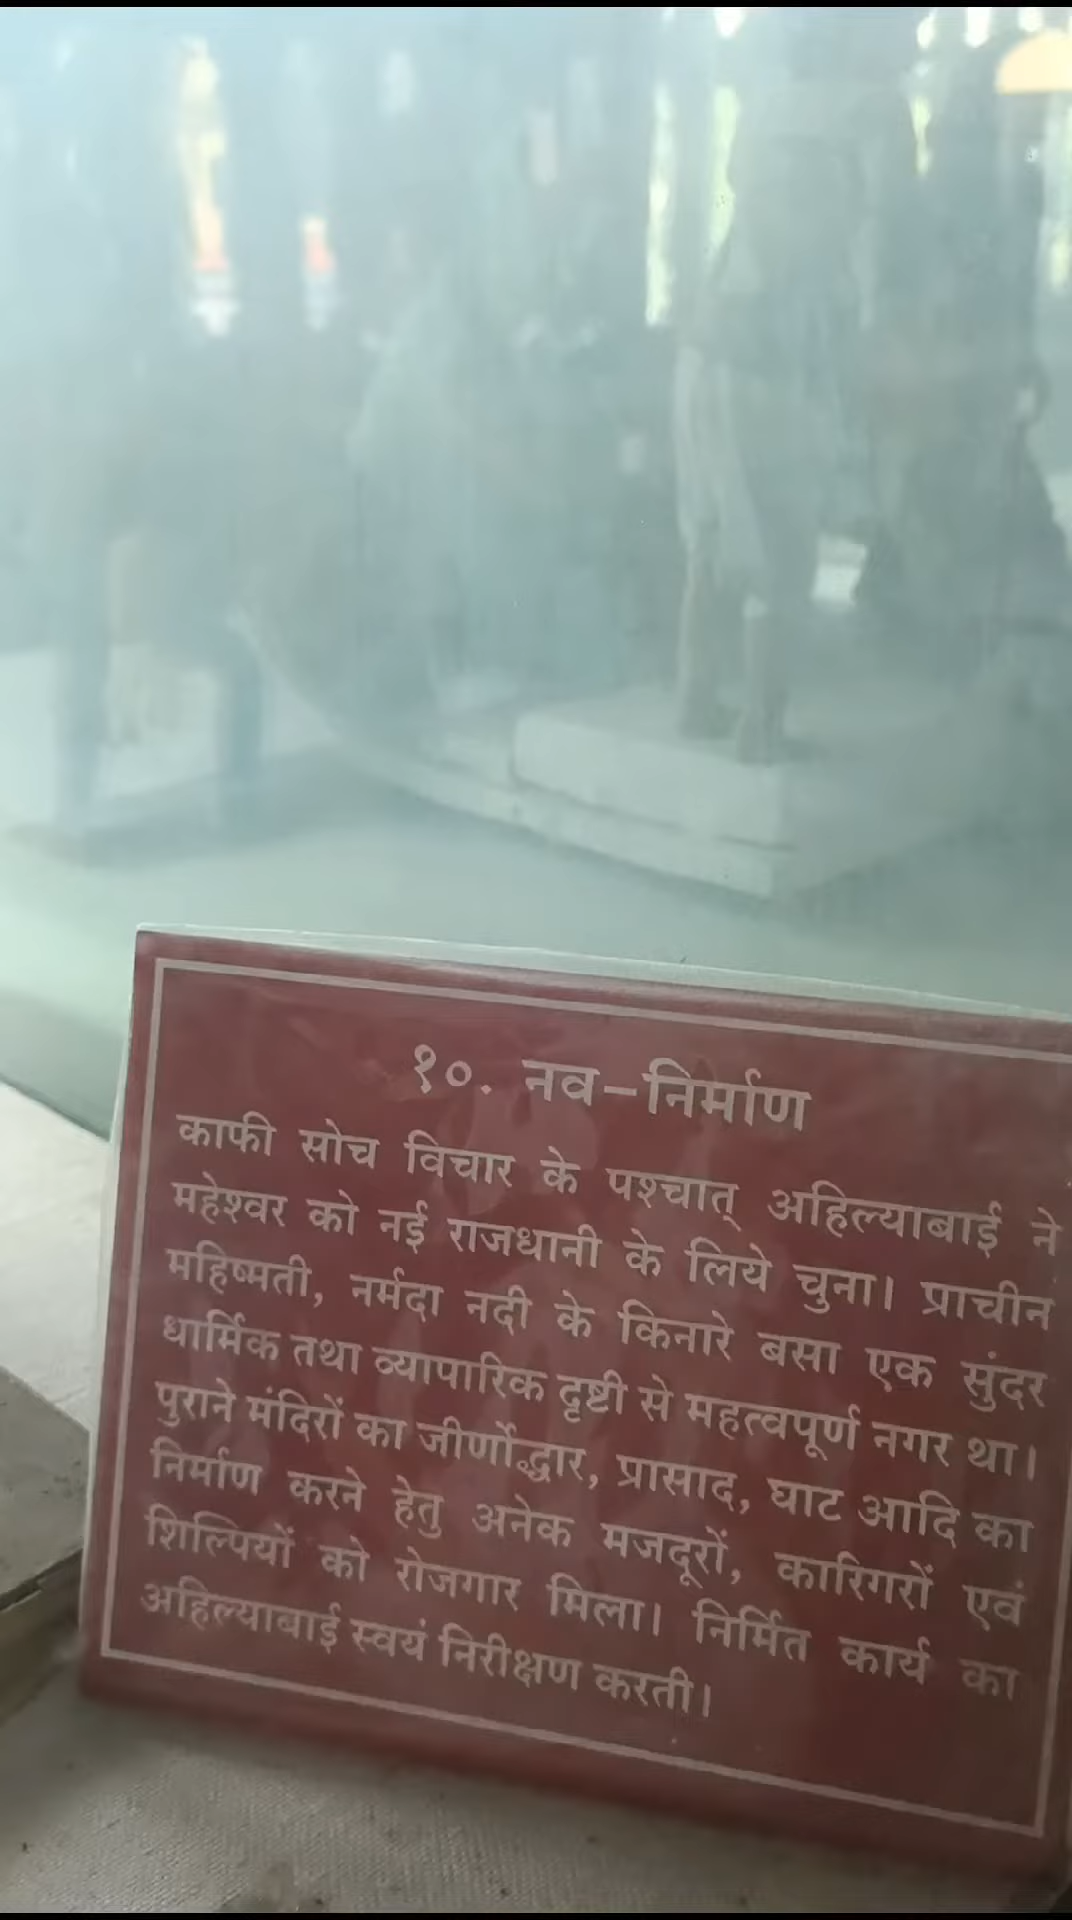 १०. नव-निर्माण
काफी सोच विचार के पश्चात् अहिल्याबाई ने
महेश्वर को नई राजधानी के लिये चुना। प्राचीन
महिष्मती, नर्मदा नदी के किनारे बसा एक सुंदर
धार्मिक तथा व्यापारिक दृष्टी से महत्वपूर्ण नगर था।
पुराने मंदिरों का जीर्णोद्धार, प्रासाद, घाट आदि का
निर्माण करने हेतु अनेक मजदूरों, कारिगरों एवं
शिल्पियों को रोजगार मिला। निर्मित कार्य का
अहिल्याबाई स्वयं निरीक्षण करती।